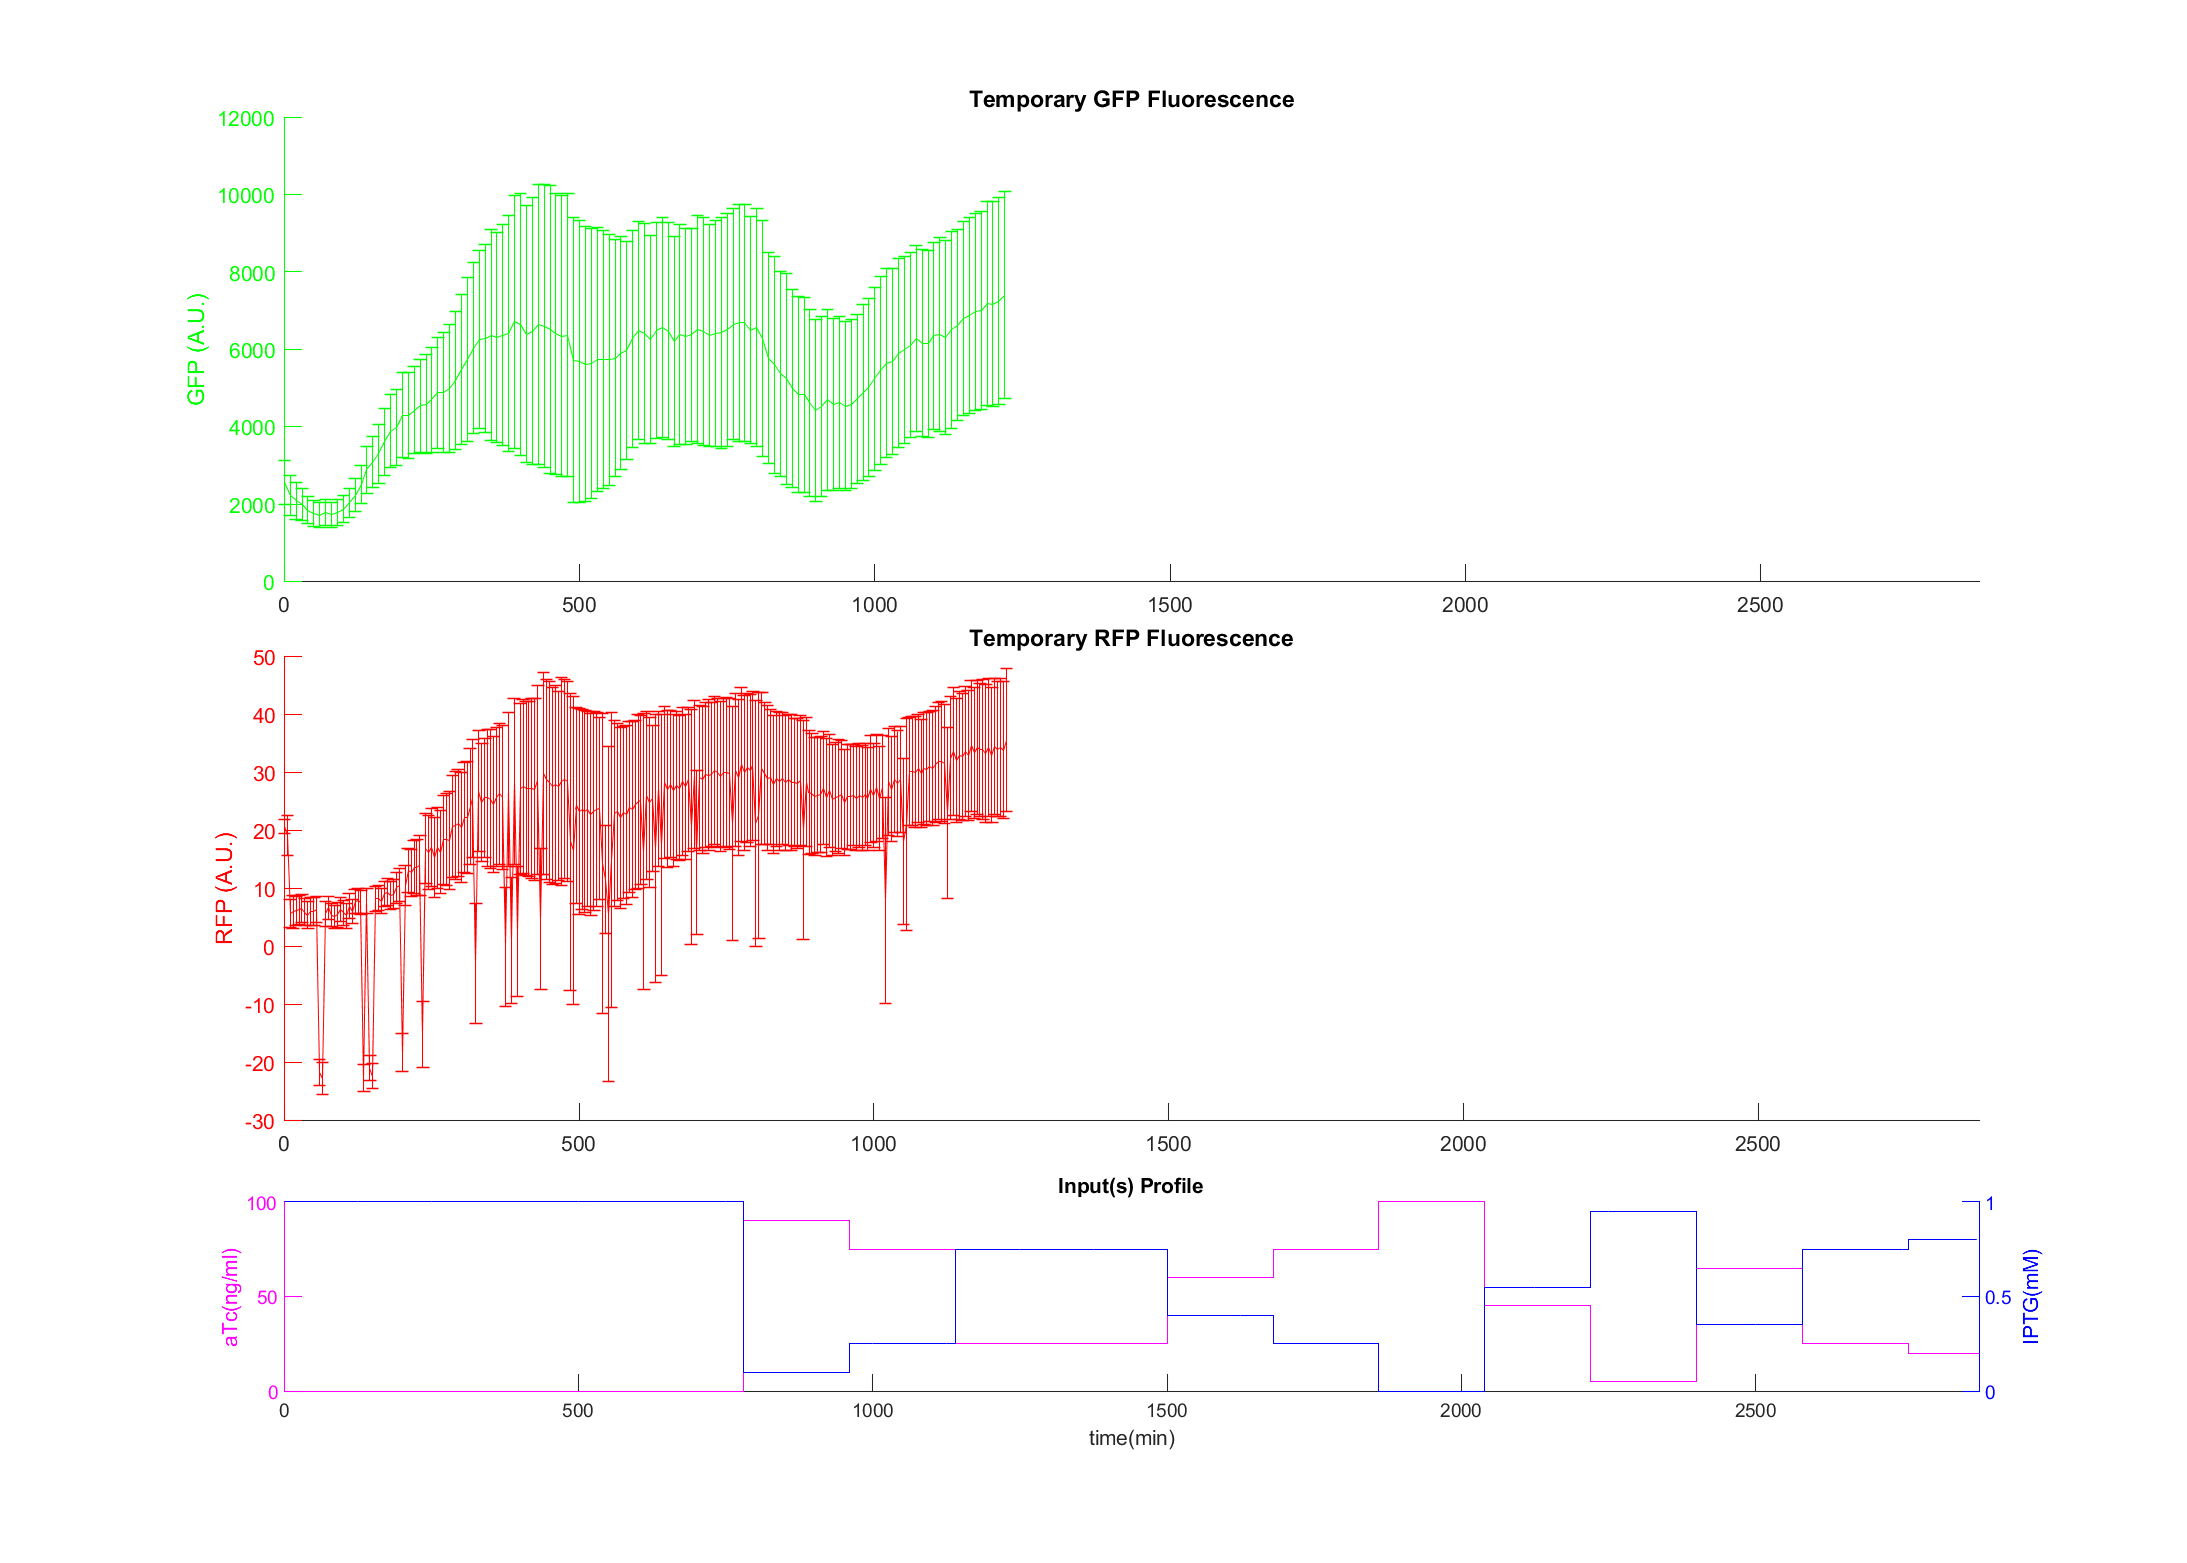 Temporary GFP Fluorescence
12000
10000
8000
6000
4000
2000
0
GFP (A.U.)
0 500 1000 1500 2000 2500
Temporary RFP Fluorescence
50
40
30
20
10
0
-10
-20
-30
RFP (A.U.)
0 500 1000 1500 2000 2500
Input(s) Profile
100
50
0
aTc(ng/ml)
1
0.5
0
IPTG(mM)
0 500 1000 1500 2000 2500
time(min)